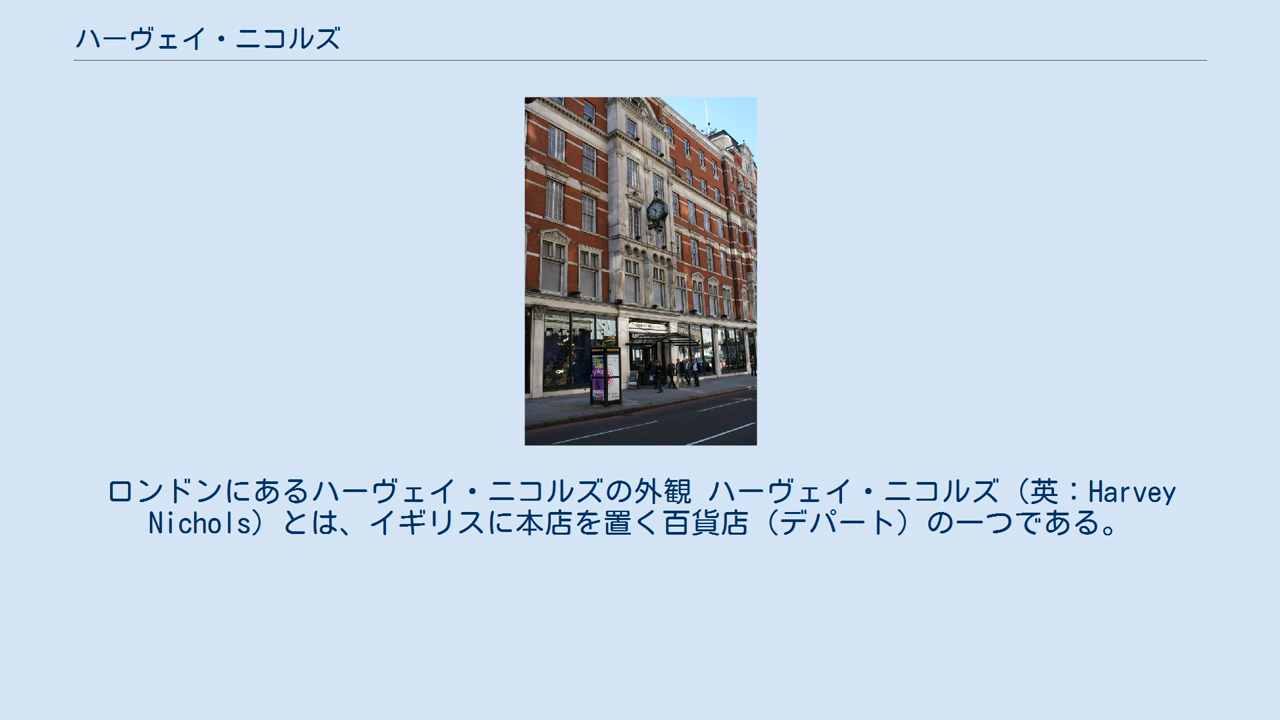 ハーヴェイ・ニコルズ
ロンドンにあるハーヴェイ・ニコルズの外観 ハーヴェイ・ニコルズ（英：Harvey
Nichols）とは、イギリスに本店を置く百貨店（デパート）の一つである。